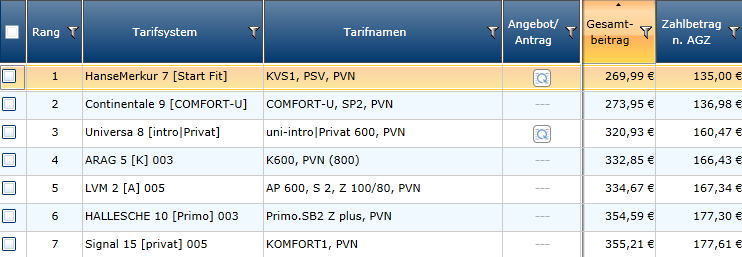 Rang Tarifsystem Tarifnamen Angebot/ Antrag Gesamt- beitrag Zahlbetrag n. AGZ
1 HanseMerkur 7 [Start Fit] KVS1, PSV, PVN 269,99 € 135,00 €
2 Continentale 9 [COMFORT-U] COMFORT-U, SP2, PVN --- 273,95 € 136,98 €
3 Universa 8 [intro|Privat] uni-intro|Privat 600, PVN 320,93 € 160,47 €
4 ARAG 5 [K] 003 K600, PVN (800) --- 332,85 € 166,43 €
5 LVM 2 [A] 005 AP 600, S 2, Z 100/80, PVN --- 334,67 € 167,34 €
6 HALLESCHE 10 [Primo] 003 Primo.SB2 Z plus, PVN --- 354,59 € 177,30 €
7 Signal 15 [privat] 005 KOMFORT1, PVN --- 355,21 € 177,61 €